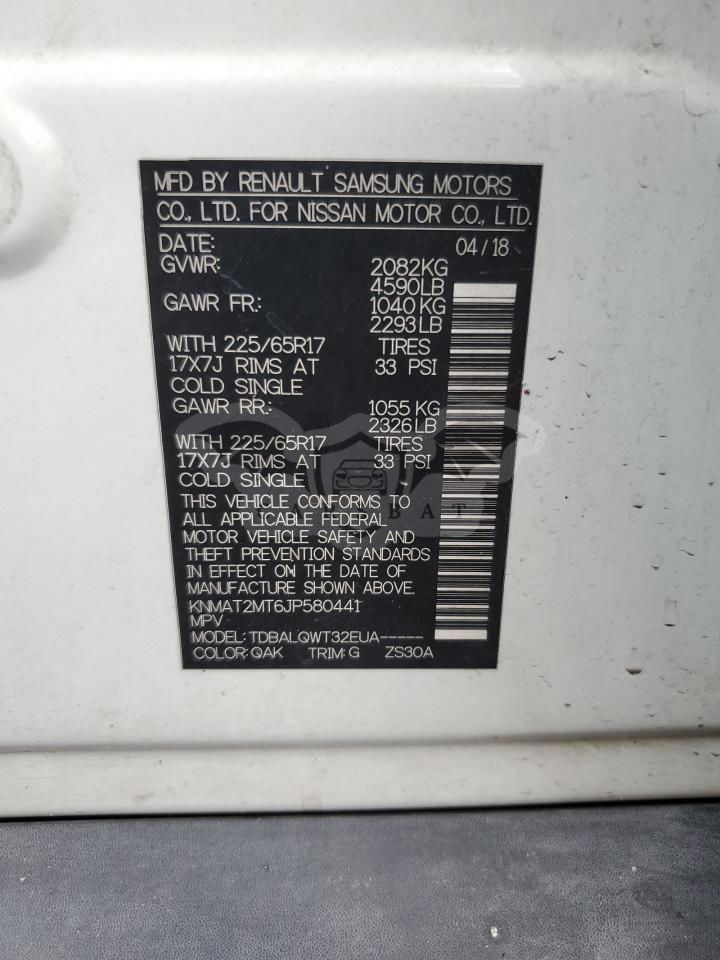 MFD BY RENAULT SAMSUNG MOTORS
CO., LTD. FOR NISSAN MOTOR CO., LTD.
DATE: 04/18
GVWR: 2082KG
4590LB
GAWR FR: 1040KG
2293LB
WITH 225/65R17 TIRES
17X7J RIMS AT 33 PSI
COLD SINGLE
GAWR RR: 1055KG
2326LB
WITH 225/65R17 TIRES
17X7J RIMS AT 33 PSI
COLD SINGLE
THIS VEHICLE CONFORMS TO
ALL APPLICABLE FEDERAL
MOTOR VEHICLE SAFETY AND
THEFT PREVENTION STANDARDS
IN EFFECT ON THE DATE OF
MANUFACTURE SHOWN ABOVE.
KNMAT2MT6JP580441
MPV
MODEL: TDBALQWT32EUA-----
COLOR: QAK TRIM: G ZS30A